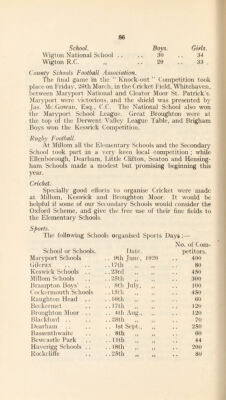 86
School. Boys. Girls.
Wigton National School .. .. 30 .. 34
Wigton R.C. „ .. .. 29 .. 33
County Schools Football Association.
The final game in the "Knock-out" Competition took
place on Friday, 28th March, in the Cricket Field, Whitehaven,
between Maryport National and Cleator Moor St. Patrick's.
Maryport were victorious, and the shield was presented by
Jas. McGowan, Esq., C.C. The National School also won
the Maryport School League. Great Broughton were at
the top of the Derwent Valley League Table, and Brigham
Boys won the Keswick Competition.
Rugby Football.
At Millom all the Elementary Schools and the Secondary
School took part in a very keen local competition; while
Ellenborough, Dearham, Little Clifton, Seaton and Hensing-
ham Schools made a modest but promising beginning this
year.
Cricket.
Specially good efforts to organise Cricket were made
at Millom, Keswick and Broughton Moor. It would be
helpful if some of our Secondary Schools would consider the
Oxford Scheme, and give the free use of their fine fields to
the Elementary Schools.
Sports.
The following Schools organised Sports Days:—
No. of Com-
School or Schools. Date. petitors.
Maryport Schools .. 9th June, 1920 .. 400
Gilcrux .. .. 17th „ „ .. 80
Keswick Schools .. 23rd „ „ .. 450
Millom Schools .. 25th „ „ .. 300
Brampton Boys' .. 8th July, „ .. 100
Cockermouth Schools .. 13th „ „ .. 450
Raughton Head .. „ „ .. 60
Beckermet .. 17th „ „ .. 120
Broughton Moor .. 4th Aug., „ .. 120
Blackford .. .. „ „ .. 70
Dearham .. .. 1st Sept., „ .. 250
Bassenthwaite .. 8th „ „ .. 60
Bewcastle Park .. 11th „ „ .. 44
Haverigg Schools .. 18th „ „ .. 200
Rockcliffe .. .. „ „ .. 80